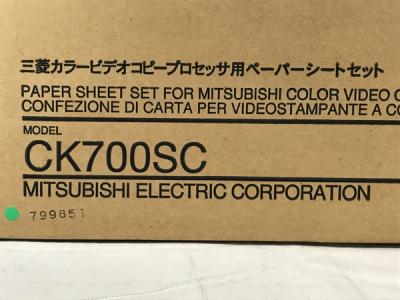 三菱カラービデオコピープロセッサ用ペーパーシートセット
PAPER SHEET SET FOR MITSUBISHI COLOR VIDEO
CONFEZIONE DI CARTA PER VIDEOSTAMPANTE A
MODEL
CK700SC
MITSUBISHI ELECTRIC CORPORATION
799851